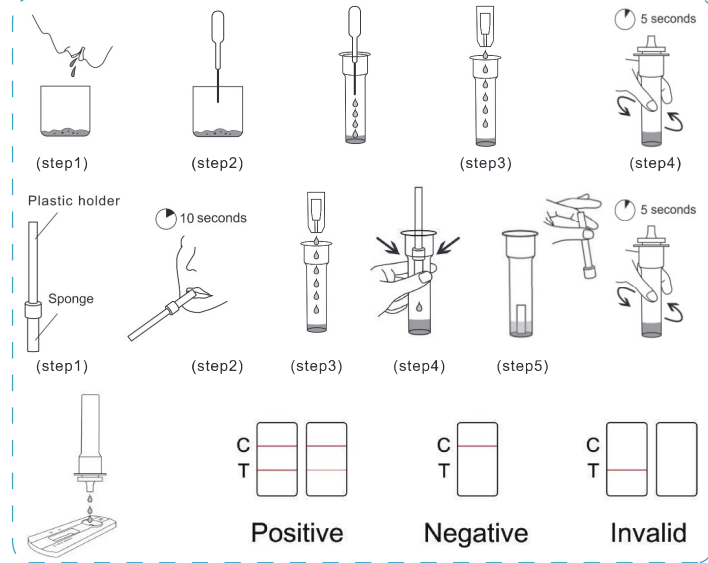 5 seconds
(step1)
(step2)
(step3)
(step4)
Plastic holder
10 seconds
5 seconds
Sponge
(step1)
(step2)
(step3)
(step4)
(step5)
C
T
Positive
C
T
Negative
C
T
Invalid